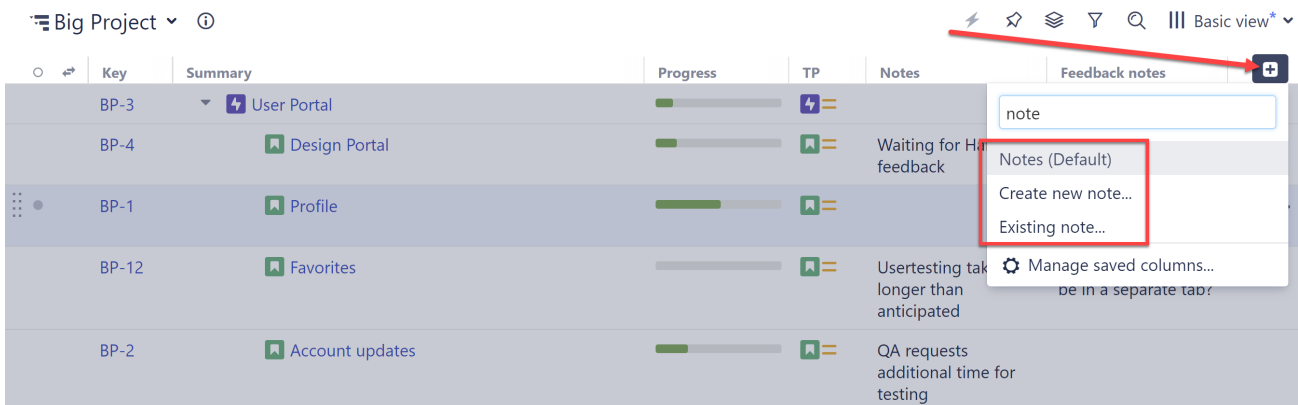 Big Project
Basic view*
Key Summary Progress TP Notes Feedback notes
BP-3 User Portal
note
BP-4 Design Portal
Waiting for Ha
feedback
Notes (Default)
Create new note...
Existing note...
BP-1 Profile
Manage saved columns...
BP-12 Favorites
Usertesting tak
longer than
anticipated
be in a separate tab?
BP-2 Account updates
QA requests
additional time for
testing